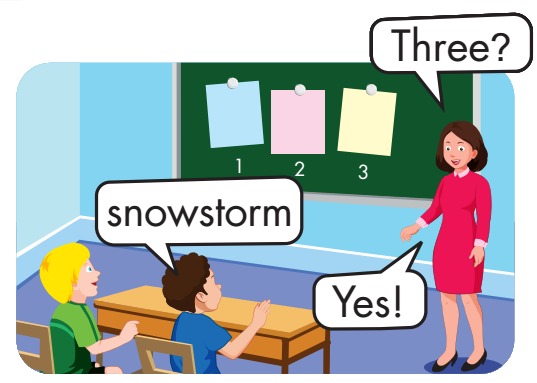 Three?
1
2
3
snowstorm
Yes!